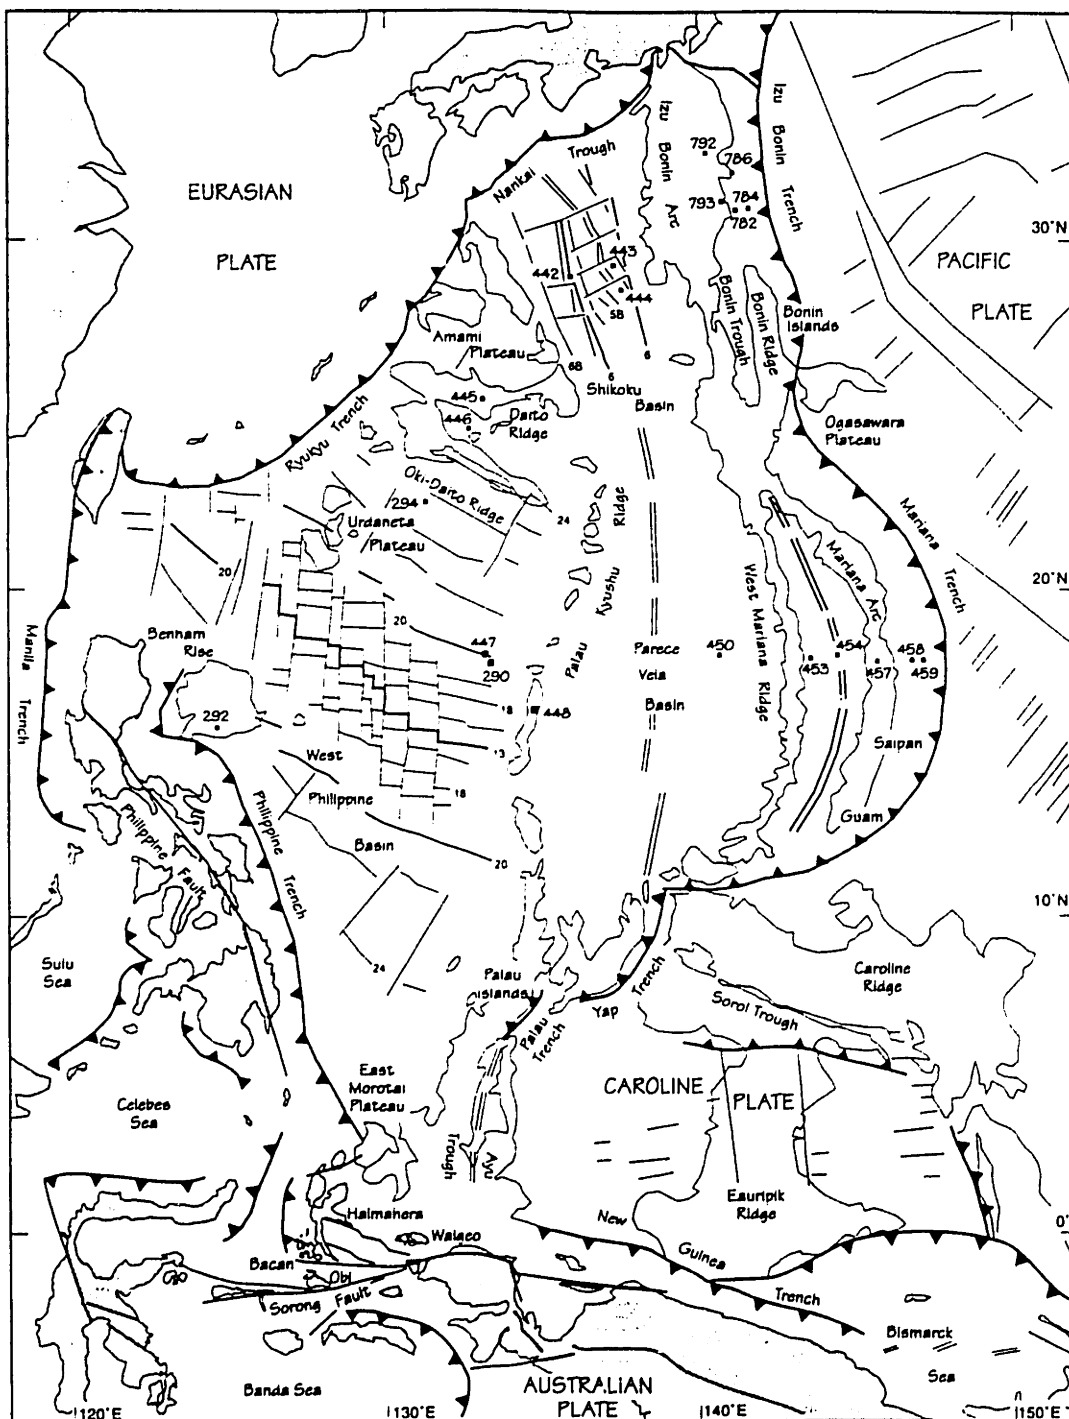 EURASIAN
PLATE
PACIFIC
PLATE
Nankai
Trough
Izu
Bonin
Arc
Izu
Bonin
Trench
792
786
793
784
782
30°N
442
443
444
5B
6B
6
6
Shikoku
Basin
Bonin Trough
Bonin Ridge
Bonin
Islands
Ogasawara
Plateau
Amami
Plateau
445
446
Daito
Ridge
Ryukyu Trench
Oki-Daito Ridge
294
Urdaneta
Plateau
24
20
20
Kyushu
Ridge
Palau
Mariana
Trench
Mariana Arc
West Mariana Ridge
20°N
Manila
Trench
Benham
Rise
292
447
290
448
18
13
18
20
24
Parece
Vela
Basin
450
453
454
457
458
459
Saipan
Guam
West
Philippine
Basin
Philippine
Trench
Philippine
Fault
10°N
Sulu
Sea
Palau
Islands
Palau
Trench
Yap
Trench
Caroline
Ridge
Sorol Trough
CAROLINE
PLATE
East
Morotai
Plateau
Celebes
Sea
Ayu
Trough
Eauripik
Ridge
0°
Halmahera
Waigeo
Bacan
Obi
Sorong
Fault
New
Guinea
Trench
Bismarck
Sea
Banda Sea
AUSTRALIAN
PLATE
120°E
130°E
140°E
150°E